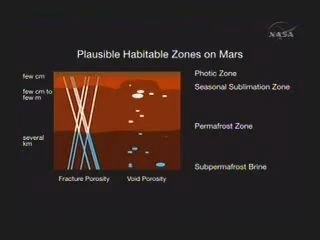 NASA
Plausible Habitable Zones on Mars
few cm
Photic Zone
few cm to
few m
Seasonal Sublimation Zone
Permafrost Zone
several
km
Subpermafrost Brine
Fracture Porosity
Void Porosity